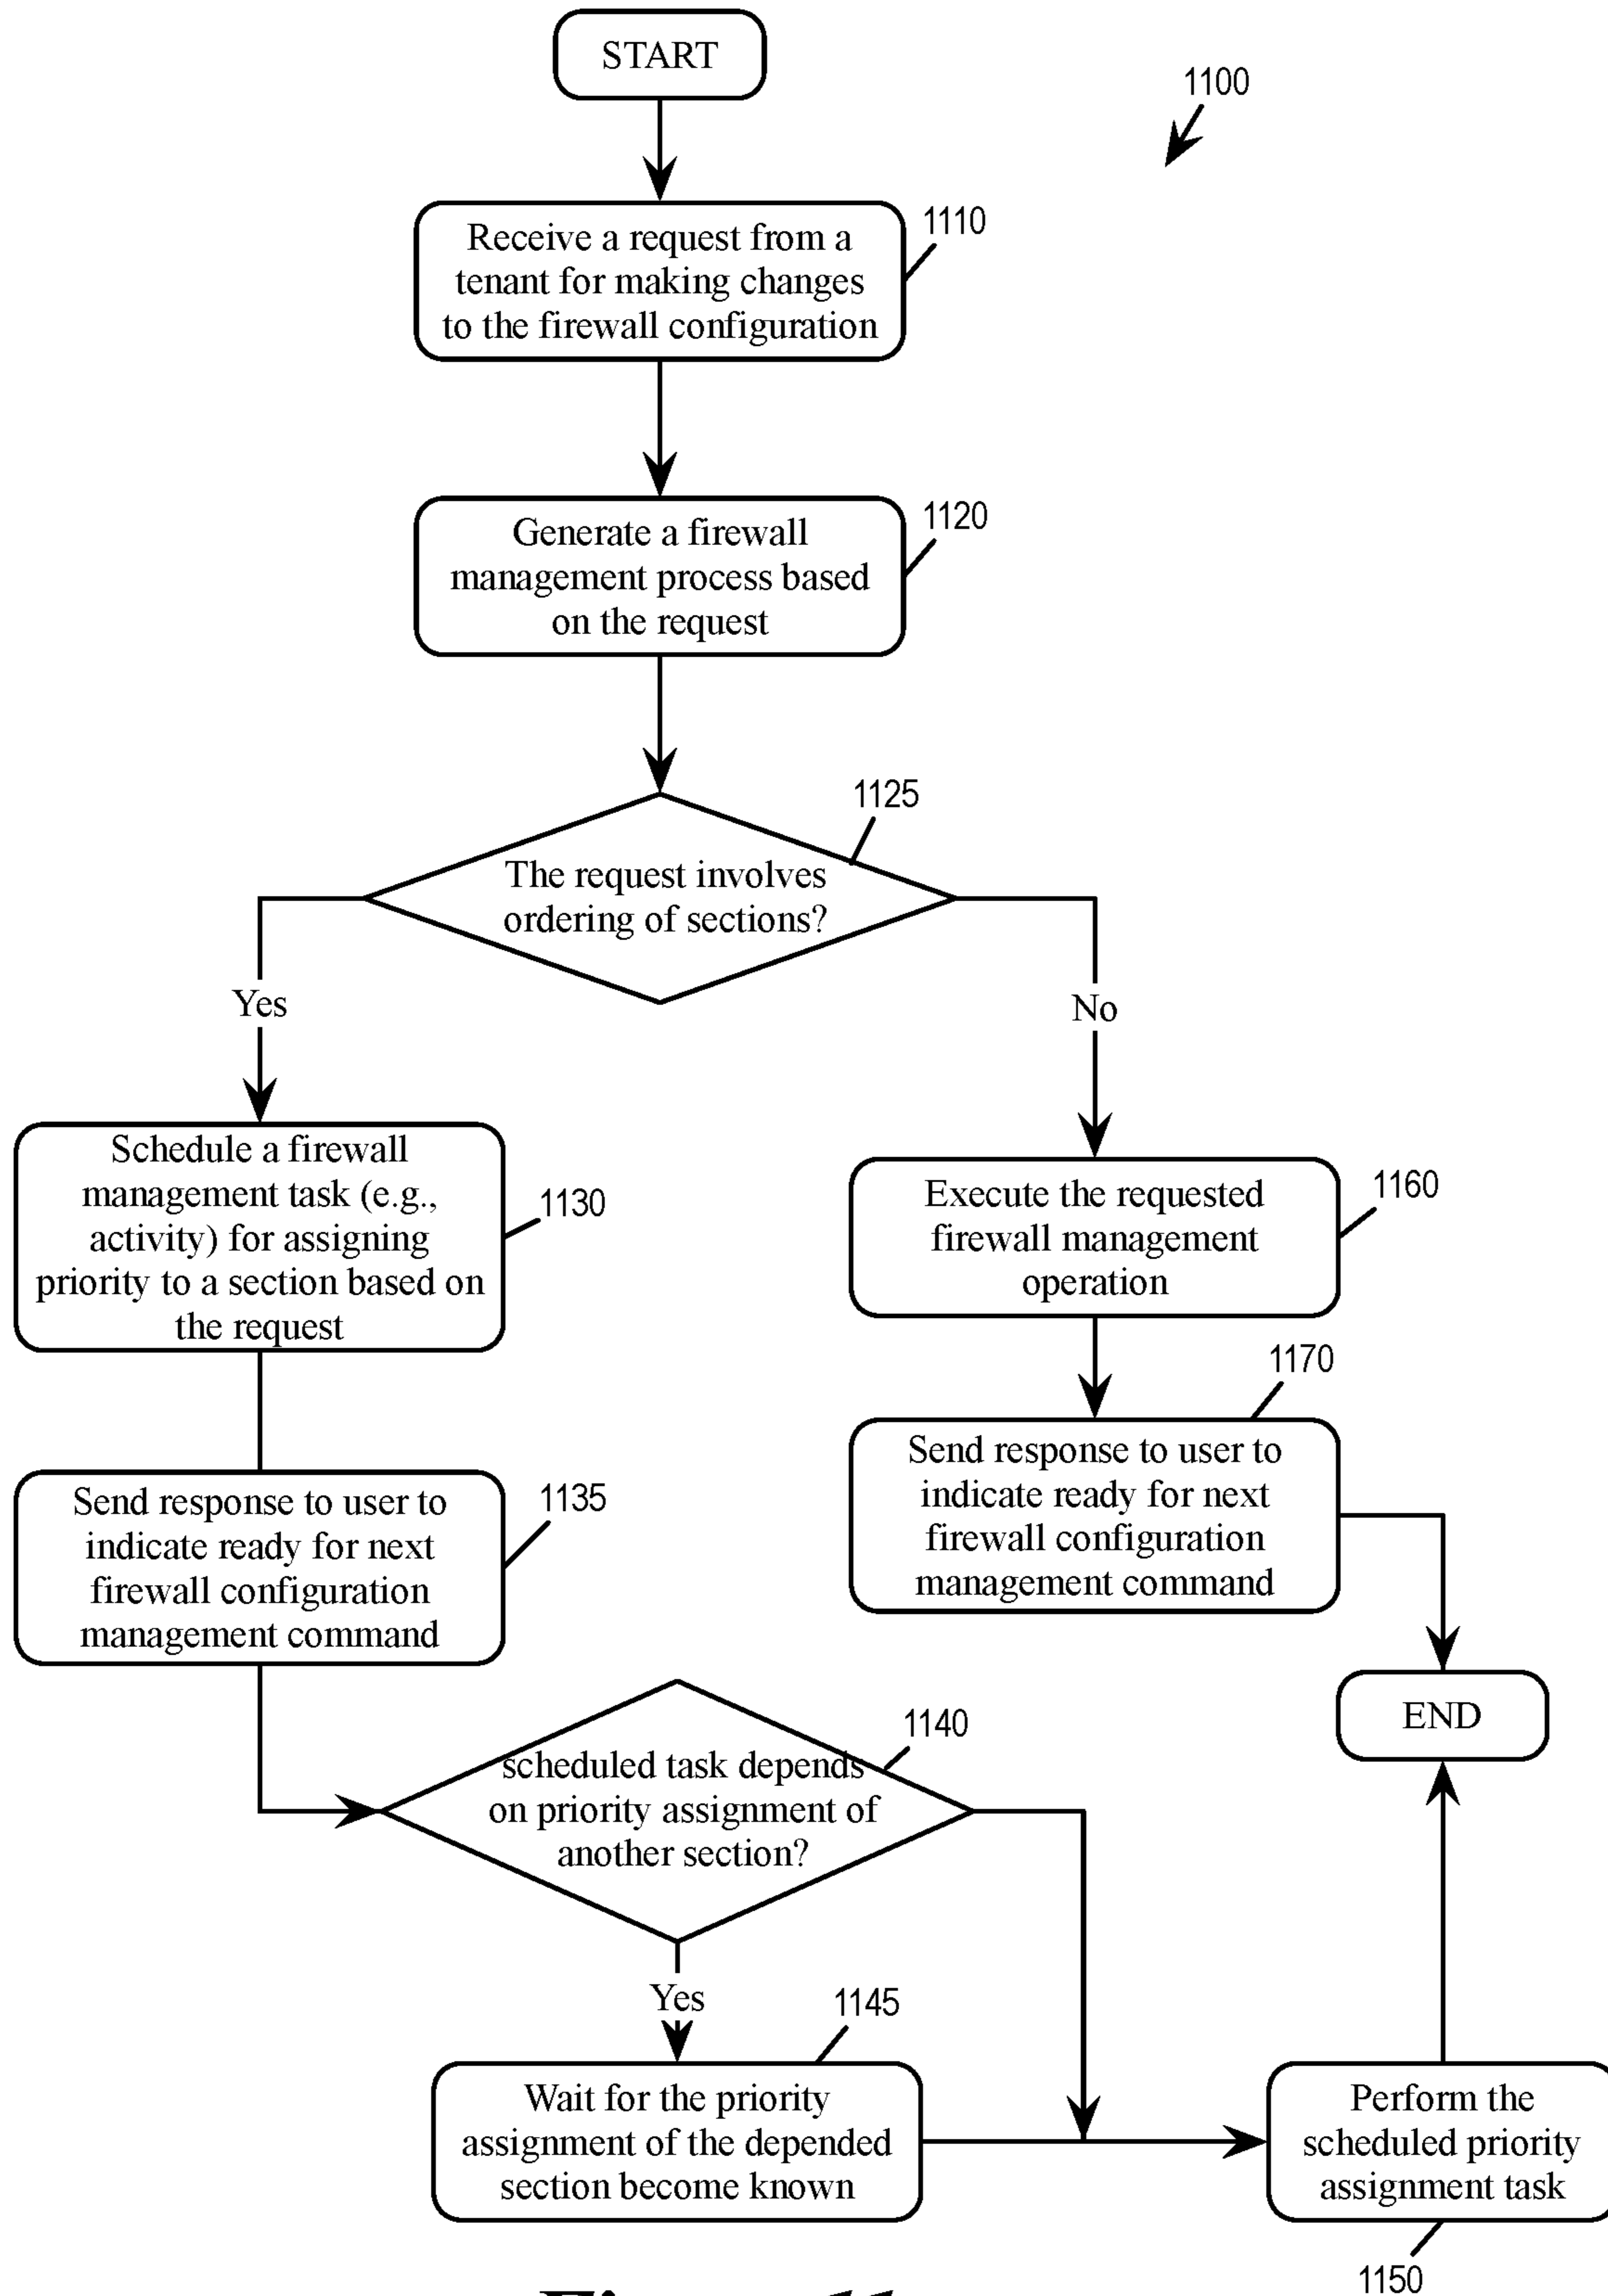 START
1100
Receive a request from a
tenant for making changes
to the firewall configuration
1110
Generate a firewall
management process based
on the request
1120
1125
The request involves
ordering of sections?
Yes
No
Schedule a firewall
management task (e.g.,
activity) for assigning
priority to a section based on
the request
1130
Execute the requested
firewall management
operation
1160
1170
Send response to user to
indicate ready for next
firewall configuration
management command
Send response to user to
indicate ready for next
firewall configuration
management command
1135
END
1140
scheduled task depends
on priority assignment of
another section?
Yes
1145
Wait for the priority
assignment of the depended
section become known
Perform the
scheduled priority
assignment task
1150